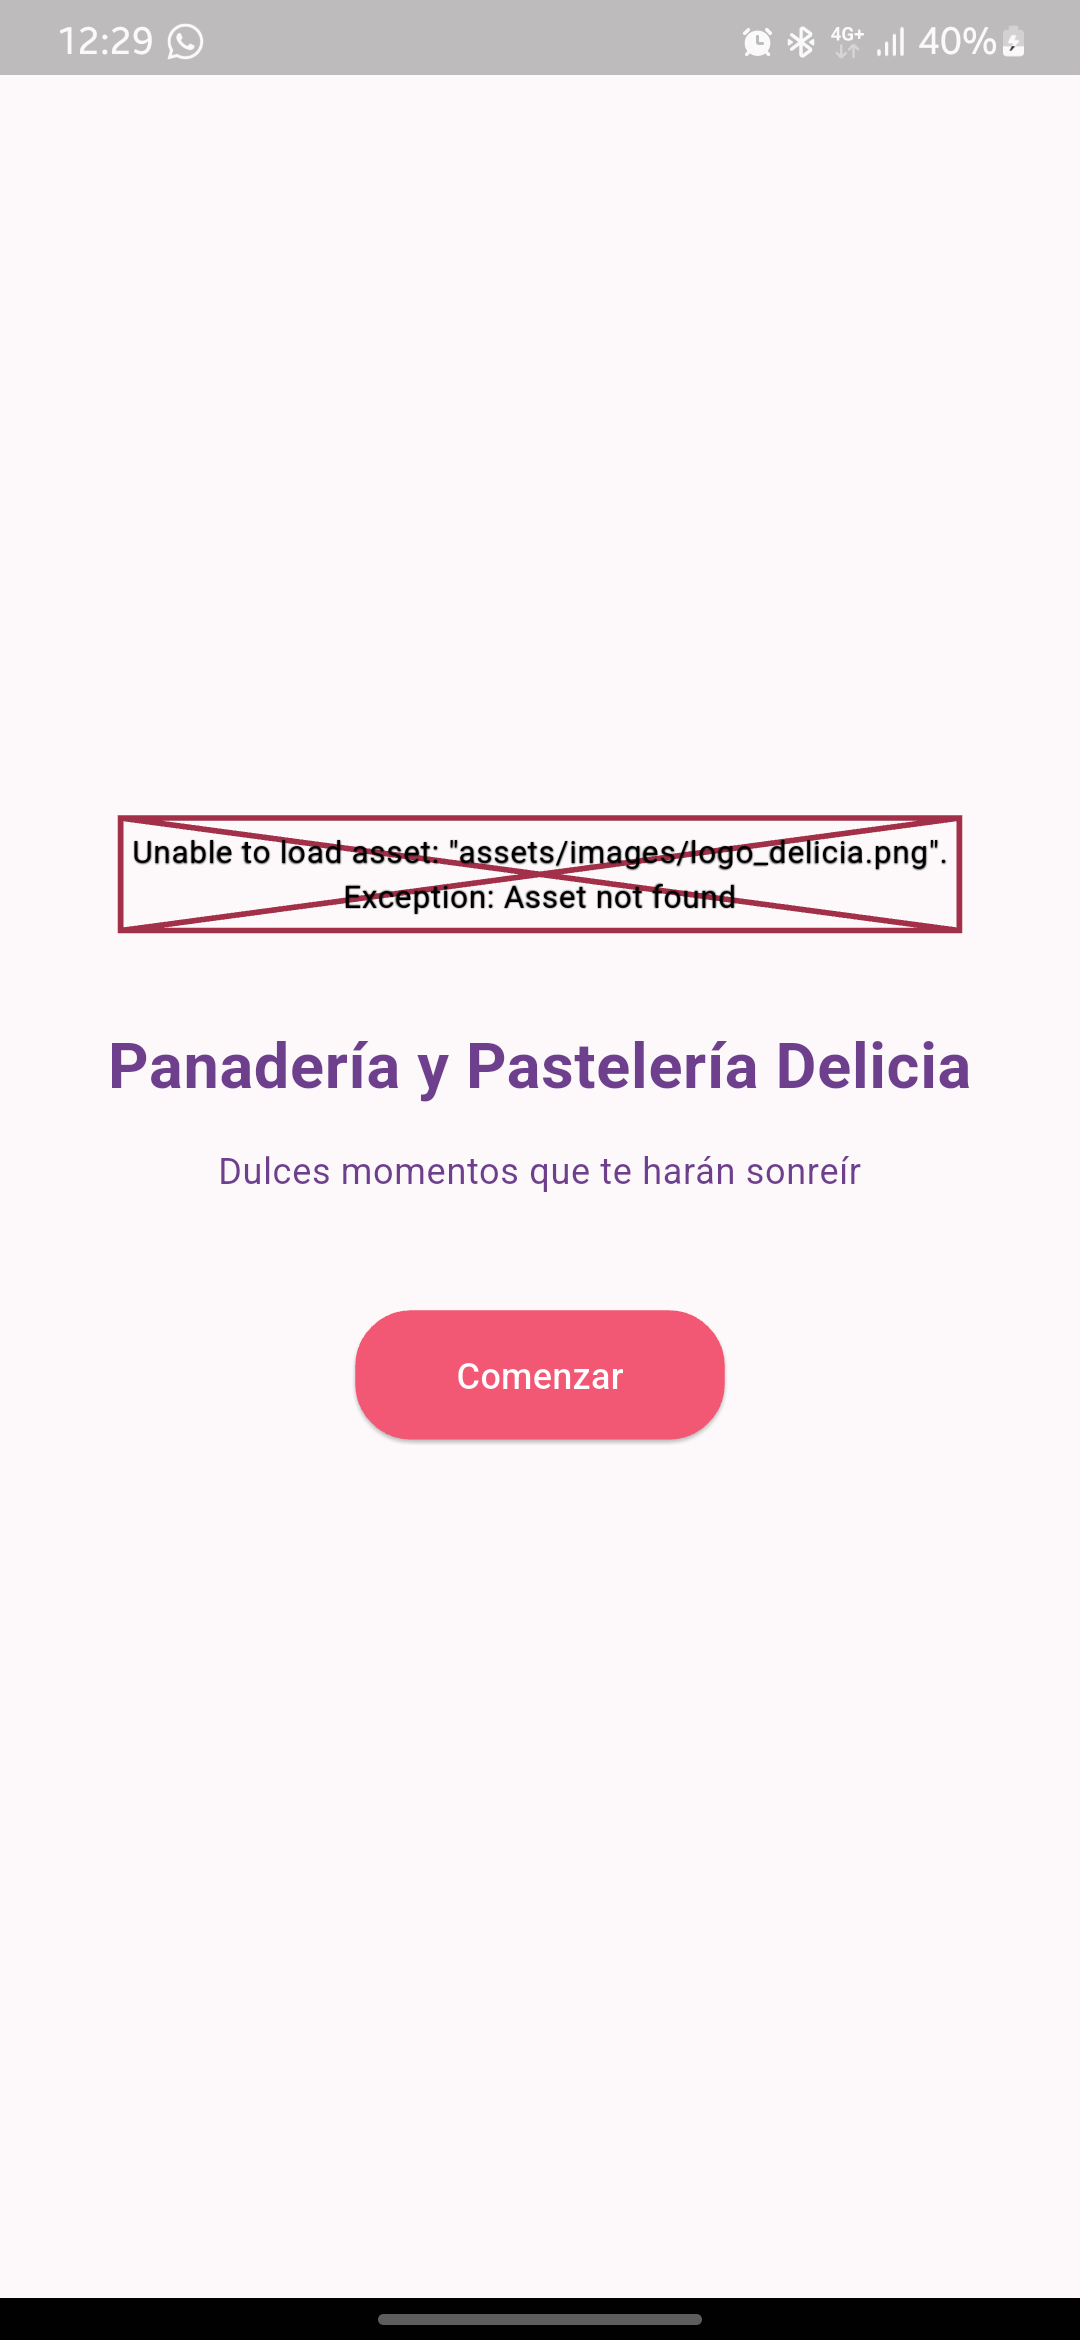 12:29
4G+
40%
Unable to load asset: "assets/images/logo_delicia.png".
Exception: Asset not found
Panadería y Pastelería Delicia
Dulces momentos que te harán sonreír
Comenzar